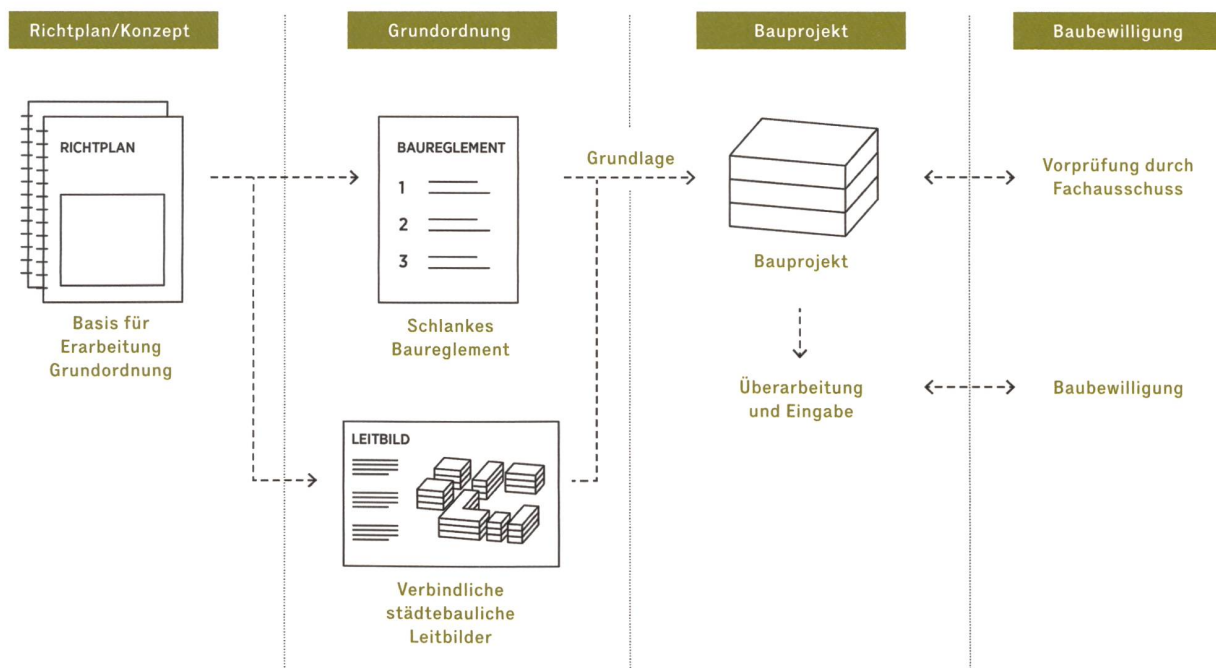 Richtplan/Konzept
Grundordnung
Bauprojekt
Baubewilligung
RICHTPLAN
Basis für
Erarbeitung
Grundordnung
BAUREGLEMENT
1
2
3
Schlankes
Baureglement
LEITBILD
Verbindliche
städtebauliche
Leitbilder
Grundlage
Bauprojekt
Überarbeitung
und Eingabe
Vorprüfung durch
Fachausschuss
Baubewilligung